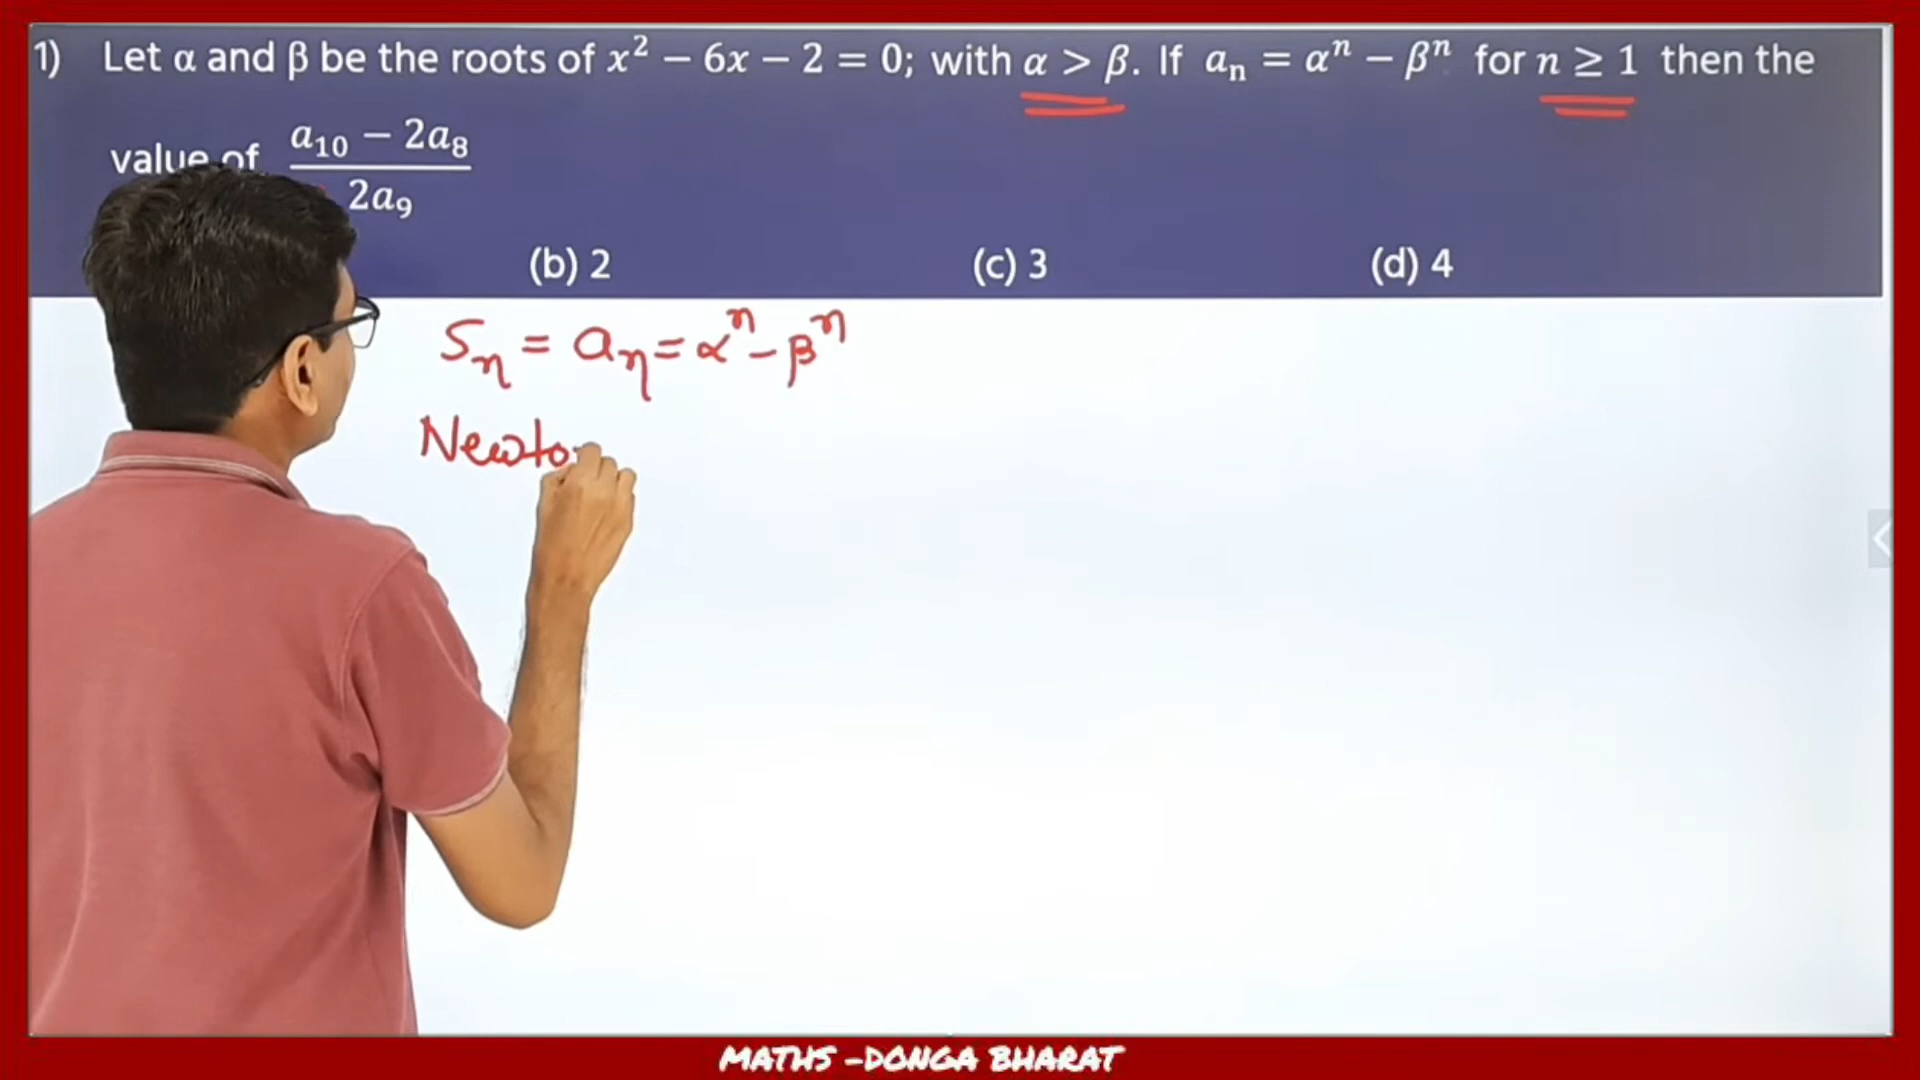 1) Let α and β be the roots of x² − 6x − 2 = 0; with α > β. If aₙ = αⁿ − βⁿ for n ≥ 1 then the
value of (a₁₀ − 2a₈)/(2a₉)
(b) 2 (c) 3 (d) 4
Sₙ = aₙ = αⁿ − βⁿ
Newto
MATHS -DONGA BHARAT